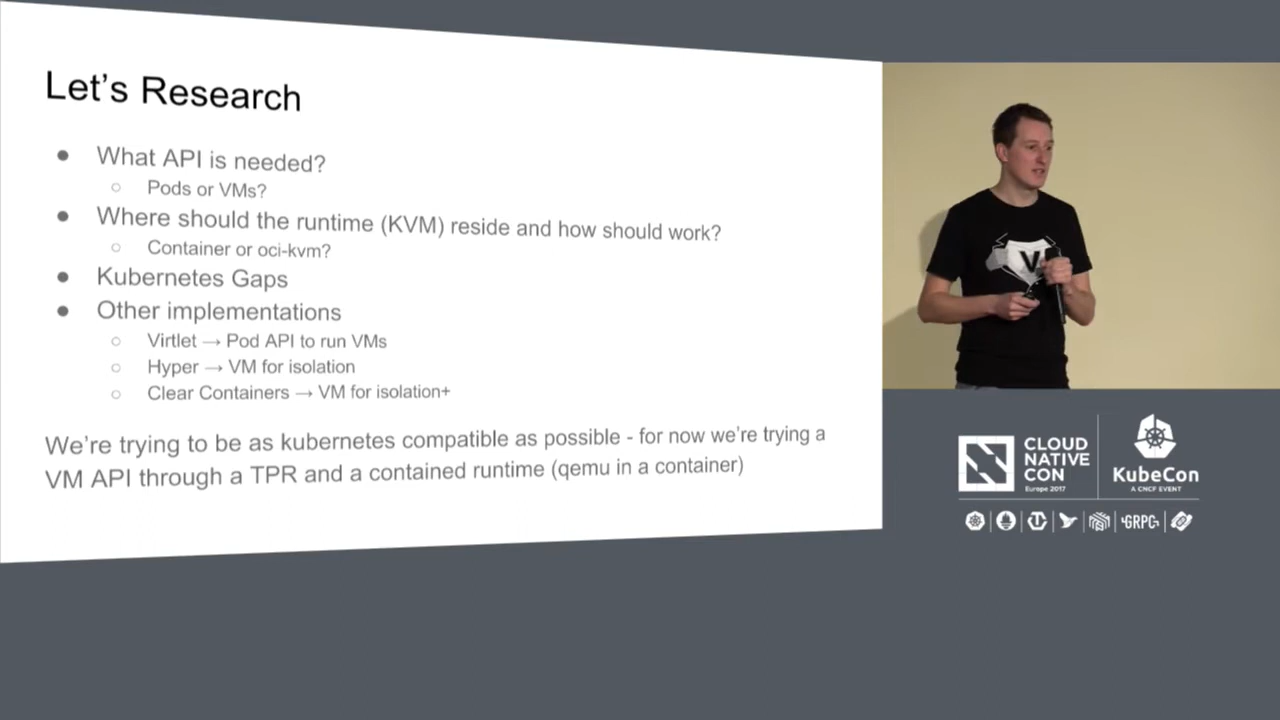 Let's Research
What API is needed?
Pods or VMs?
Where should the runtime (KVM) reside and how should work?
Container or oci-kvm?
Kubernetes Gaps
Other implementations
Virtlet → Pod API to run VMs
Hyper → VM for isolation
Clear Containers → VM for isolation+
We're trying to be as kubernetes compatible as possible - for now we're trying a
VM API through a TPR and a contained runtime (qemu in a container)
V
CLOUD
NATIVE
CON
Europe 2017
KubeCon
A CNCF EVENT
GRPC